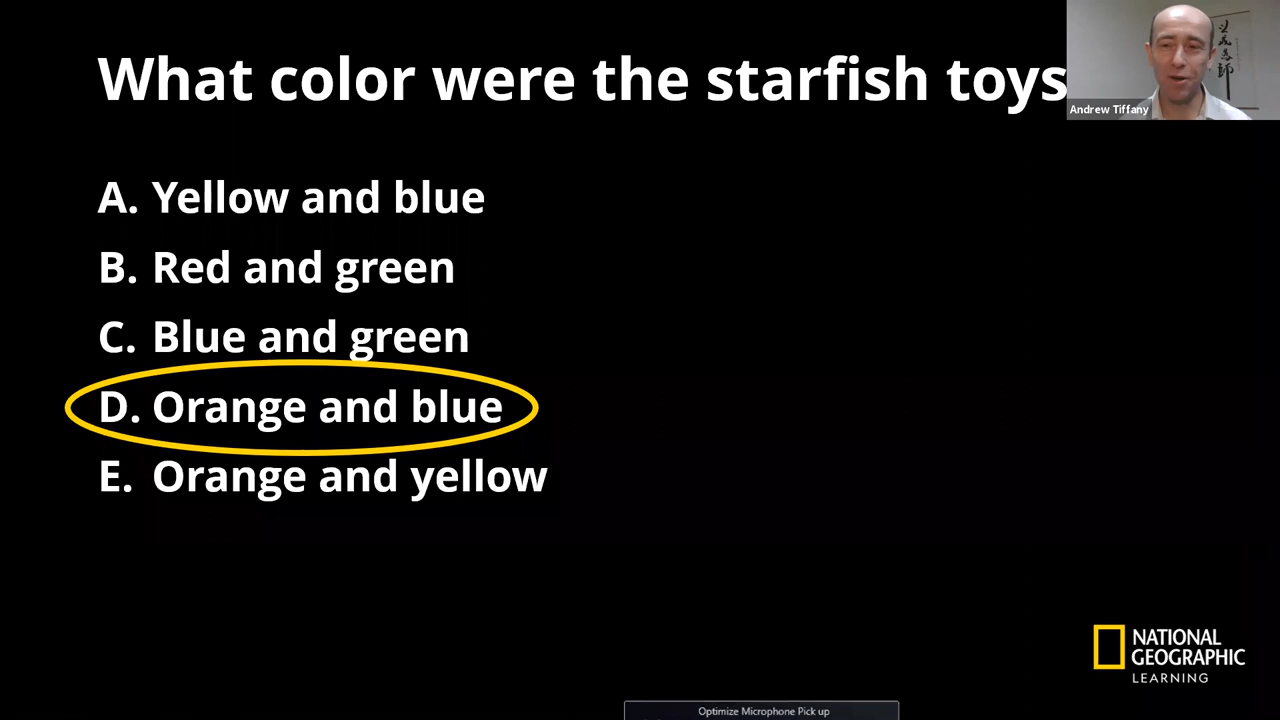 What color were the starfish toys
Andrew Tiffany
A. Yellow and blue
B. Red and green
C. Blue and green
D. Orange and blue
E. Orange and yellow
NATIONAL
GEOGRAPHIC
LEARNING
Optimize Microphone Pick up